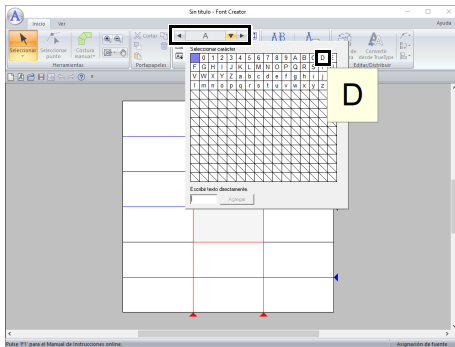 Sin título - Font Creator
Inicio Ver Ayuda
A
Seleccionar Seleccionar punto Costura manual
Cortar
Herramientas Portapapeles Editar/Distribuir
de Convertir desde TrueType
Seleccionar carácter.
0 1 2 3 4 5 6 7 8 9 A B C D E
F G H I J K L M N O P Q R S
V W X Y Z a b c d e f g h i j
l m n o p q r s t u v w x y z
D
Escribir texto directamente.
Agregar
Pulse 'F1' para el Manual de instrucciones online. Asignación de fuente